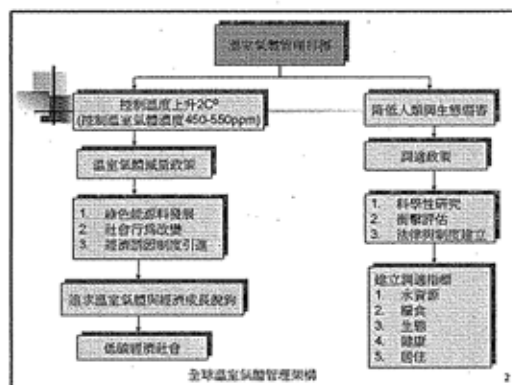 溫室氣體管理目標
控制溫度上升2C⁰
(控制溫室氣體濃度450-550ppm)
降低人類與生態傷害
溫室氣體減量政策
調適政策
1. 綠色能源科發展
2. 社會行為改變
3. 經濟誘因制度引進
1. 科學性研究
2. 衝擊評估
3. 法律與制度建立
追求溫室氣體與經濟成長脫鉤
建立調適指標
1 水資源
2. 糧食
3. 生態
4. 健康
5. 居住
低碳經濟社會
全球溫室氣體管理架構
2